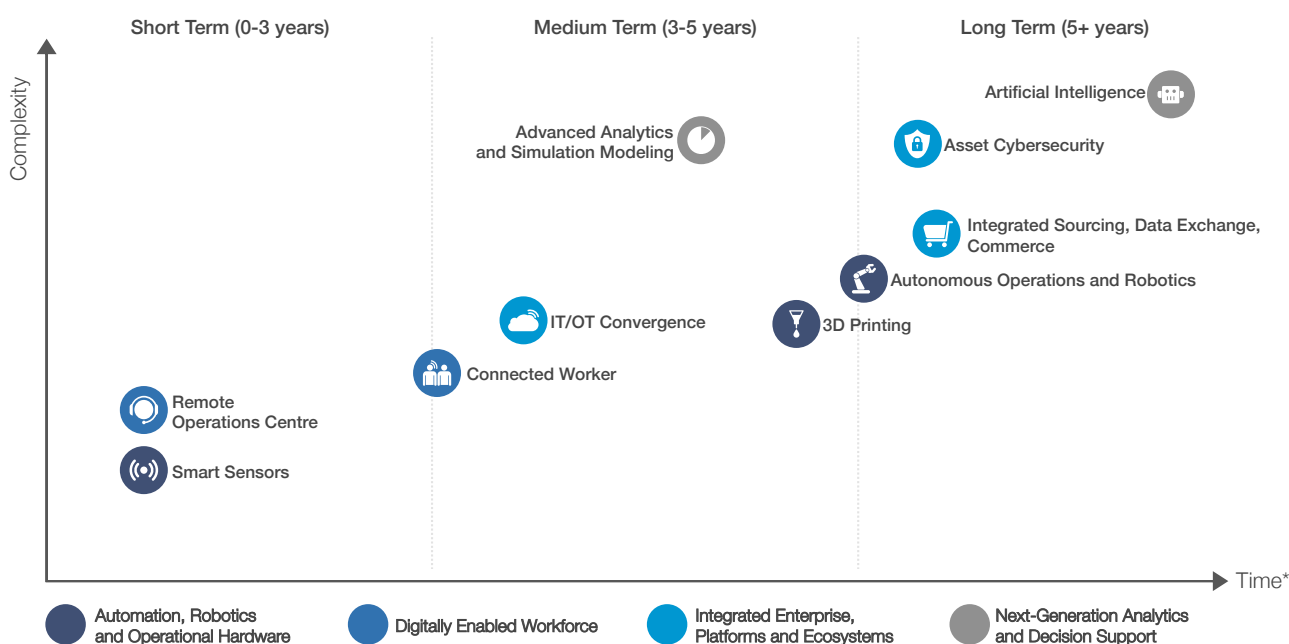 Short Term (0-3 years)
Medium Term (3-5 years)
Long Term (5+ years)
Complexity
Artificial Intelligence
Advanced Analytics
and Simulation Modeling
Asset Cybersecurity
Integrated Sourcing, Data Exchange,
Commerce
Autonomous Operations and Robotics
IT/OT Convergence
3D Printing
Connected Worker
Remote
Operations Centre
Smart Sensors
Time*
Automation, Robotics
and Operational Hardware
Digitally Enabled Workforce
Integrated Enterprise,
Platforms and Ecosystems
Next-Generation Analytics
and Decision Support